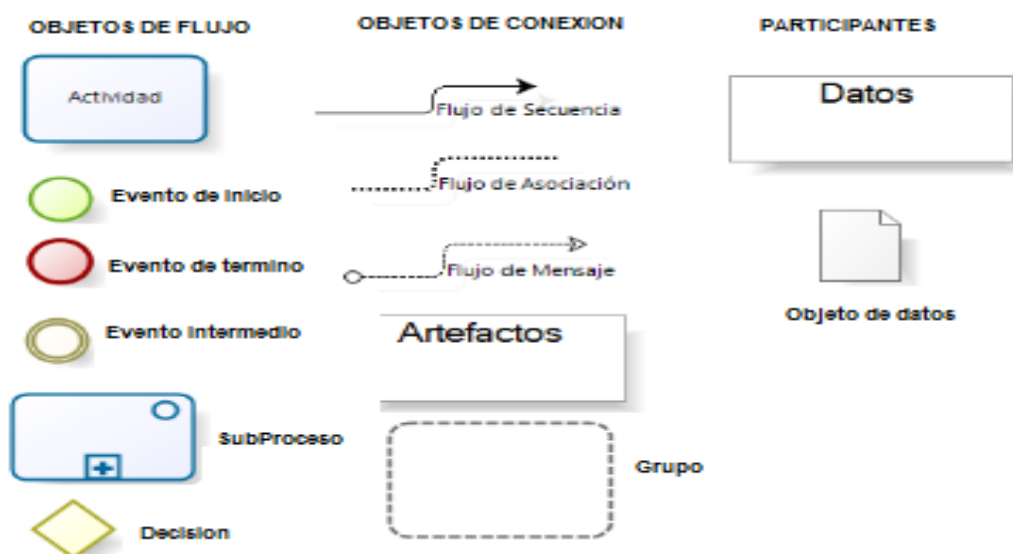 OBJETOS DE FLUJO
Actividad
Evento de Inicio
Evento de termino
Evento Intermedio
SubProceso
Decision
OBJETOS DE CONEXION
Flujo de Secuencia
Flujo de Asociación
Flujo de Mensaje
Artefactos
Grupo
PARTICIPANTES
Datos
Objeto de datos